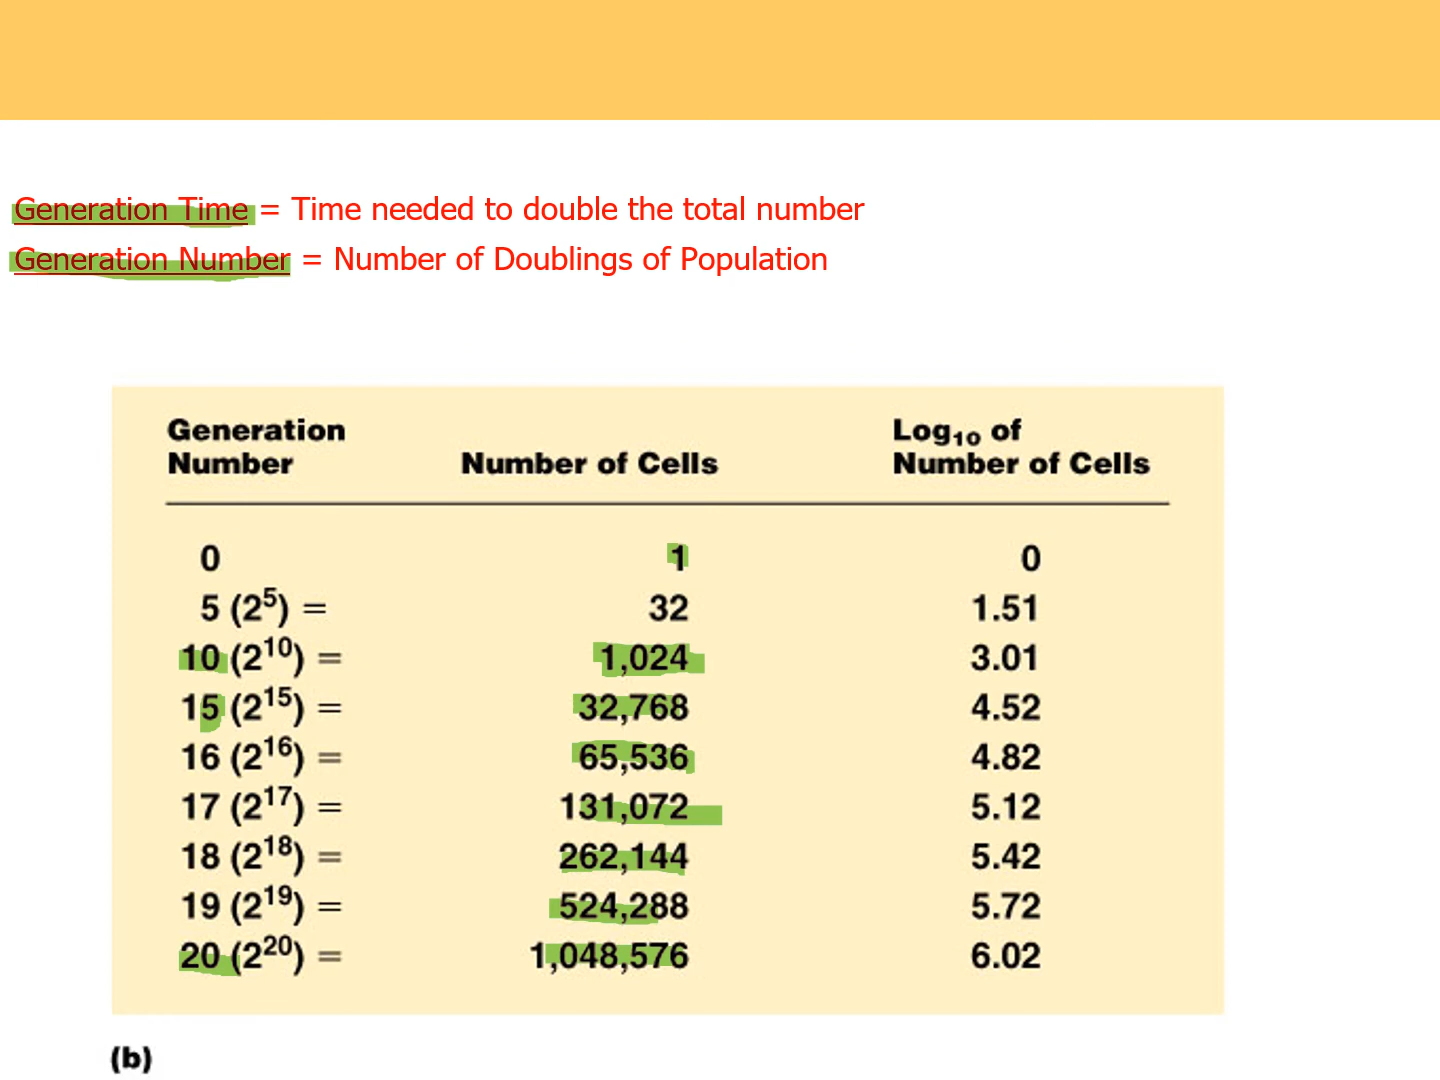 Generation Time = Time needed to double the total number
Generation Number = Number of Doublings of Population
Generation Number Number of Cells Log₁₀ of Number of Cells
0 1 0
5 (2⁵) = 32 1.51
10 (2¹⁰) = 1,024 3.01
15 (2¹⁵) = 32,768 4.52
16 (2¹⁶) = 65,536 4.82
17 (2¹⁷) = 131,072 5.12
18 (2¹⁸) = 262,144 5.42
19 (2¹⁹) = 524,288 5.72
20 (2²⁰) = 1,048,576 6.02
(b)